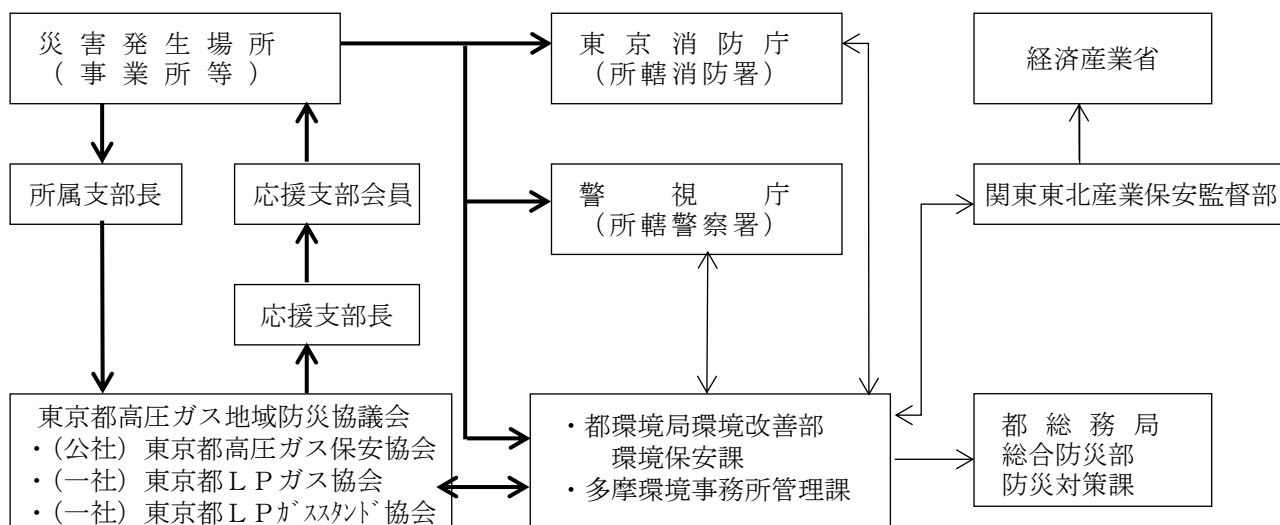 災害発生場所
（事業所等）
東京消防庁
（所轄消防署）
経済産業省
所属支部長
応援支部会員
警視庁
（所轄警察署）
関東東北産業保安監督部
応援支部長
東京都高圧ガス地域防災協議会
・（公社）東京都高圧ガス保安協会
・（一社）東京都ＬＰガス協会
・（一社）東京都ＬＰガススタンド協会
・都環境局環境改善部
環境保安課
・多摩環境事務所管理課
都総務局
総合防災部
防災対策課